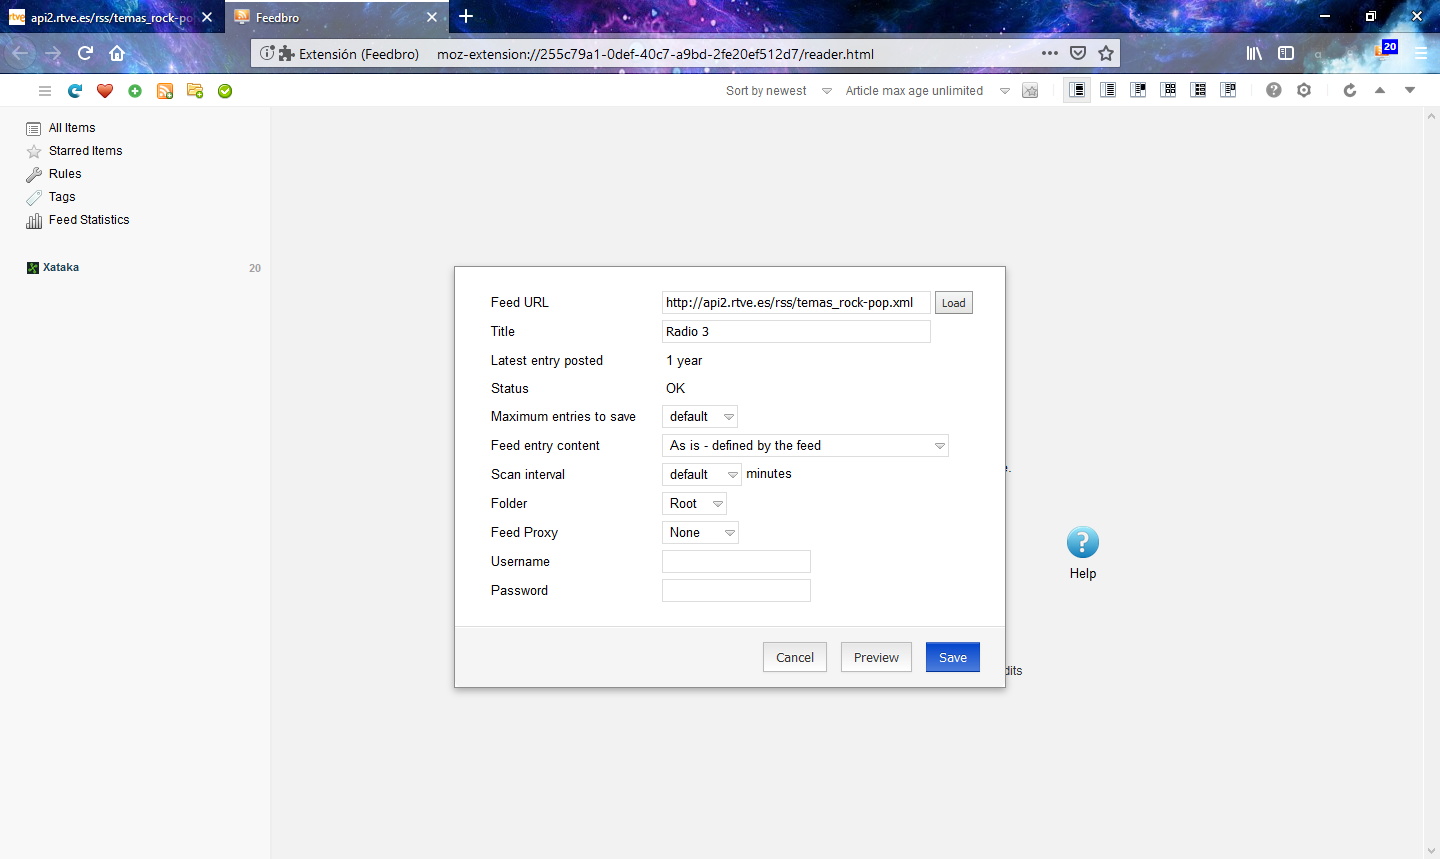 rtve api2.rtve.es/rss/temas_rock-po
Feedbro
Extensión (Feedbro) moz-extension://255c79a1-0def-40c7-a9bd-2fe20ef512d7/reader.html
20
Sort by newest
Article max age unlimited
All Items
Starred Items
Rules
Tags
Feed Statistics
Xataka 20
Feed URL http://api2.rtve.es/rss/temas_rock-pop.xml Load
Title Radio 3
Latest entry posted 1 year
Status OK
Maximum entries to save default
Feed entry content As is - defined by the feed
Scan interval default minutes
Folder Root
Feed Proxy None
Username
Password
Cancel Preview Save
e.
?
Help
dits